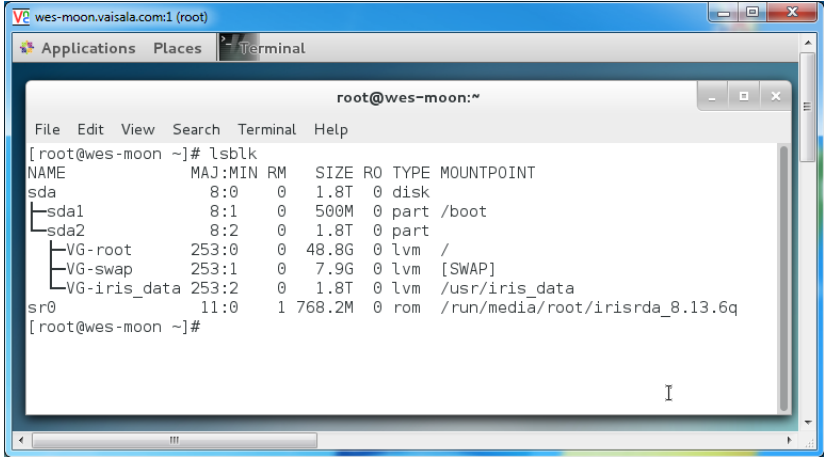 V2 wes-moon.vaisala.com:1 (root)
Applications Places Terminal
root@wes-moon:~
File Edit View Search Terminal Help
[root@wes-moon ~]# lsblk
NAME MAJ:MIN RM SIZE RO TYPE MOUNTPOINT
sda 8:0 0 1.8T 0 disk
├─sda1 8:1 0 500M 0 part /boot
└─sda2 8:2 0 1.8T 0 part
├─VG-root 253:0 0 48.8G 0 lvm /
├─VG-swap 253:1 0 7.9G 0 lvm [SWAP]
└─VG-iris_data 253:2 0 1.8T 0 lvm /usr/iris_data
sr0 11:0 1 768.2M 0 rom /run/media/root/irisrda_8.13.6q
[root@wes-moon ~]#